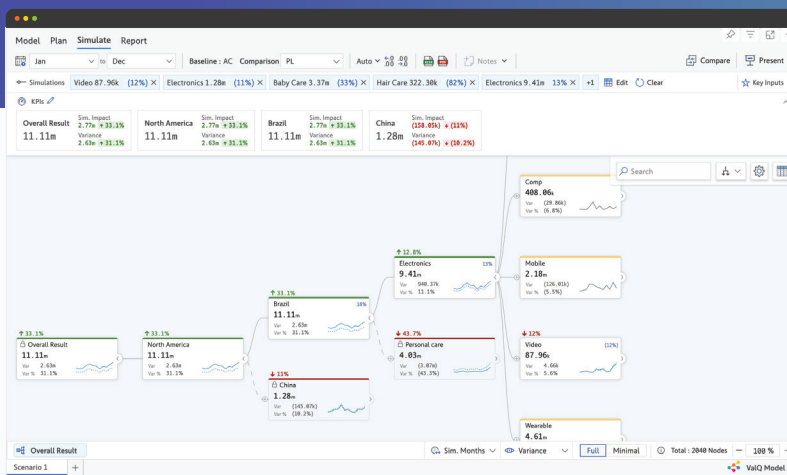 Model Plan Simulate Report
Jan to Dec Baseline : AC Comparison PL Auto Notes Compare Present
Simulations Video 87.96k (12%) × Electronics 1.28m (11%) × Baby Care 3.37m (33%) × Hair Care 322.30k (82%) × Electronics 9.41m 13% × +1 Edit Clear Key Inputs
KPIs
Overall Result
11.11m
Sim. Impact
2.77m ↑33.1%
Variance
2.63m ↑31.1%
North America
11.11m
Sim. Impact
2.77m ↑33.1%
Variance
2.63m ↑31.1%
Brazil
11.11m
Sim. Impact
2.77m ↑33.1%
Variance
2.63m ↑31.1%
China
1.28m
Sim. Impact
(158.05k) ↓(11%)
Variance
(145.07k) ↓(10.2%)
Search
↑33.1%
Overall Result
11.11m
Var 2.63m
Var % 31.1%
↑33.1%
North America
11.11m
Var 2.63m
Var % 31.1%
↑33.1%
Brazil 10%
11.11m
Var 2.63m
Var % 31.1%
↓11%
China
1.28m
Var (145.07k)
Var % (10.2%)
↑12.8%
Electronics 13%
9.41m
Var 940.37k
Var % 11.1%
↓43.7%
Personal care
4.03m
Var (3.07m)
Var % (43.3%)
Comp
408.06k
Var (29.86k)
Var % (6.8%)
Mobile
2.18m
Var (126.01k)
Var % (5.5%)
↓12%
Video (12%)
87.96k
Var 4.66k
Var % 5.6%
Wearable
4.61m
Overall Result Sim. Months Variance Full Minimal Total : 2040 Nodes − 100 %
Scenario 1 + ValQ Model